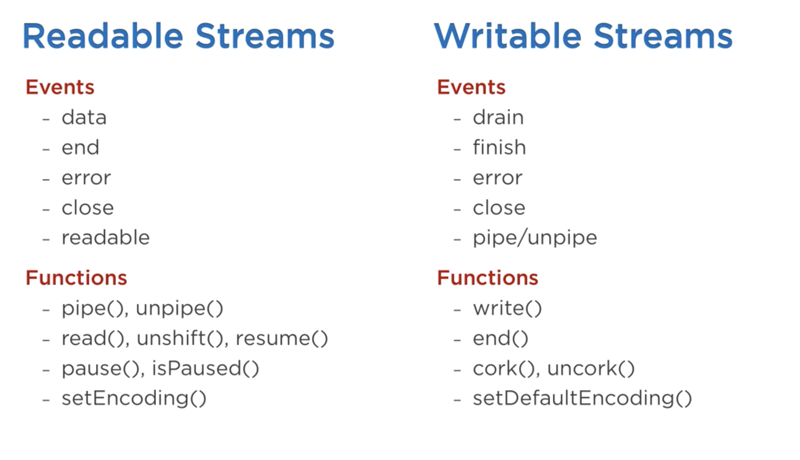 Readable Streams
Events
- data
- end
- error
- close
- readable
Functions
- pipe(), unpipe()
- read(), unshift(), resume()
- pause(), isPaused()
- setEncoding()
Writable Streams
Events
- drain
- finish
- error
- close
- pipe/unpipe
Functions
- write()
- end()
- cork(), uncork()
- setDefaultEncoding()